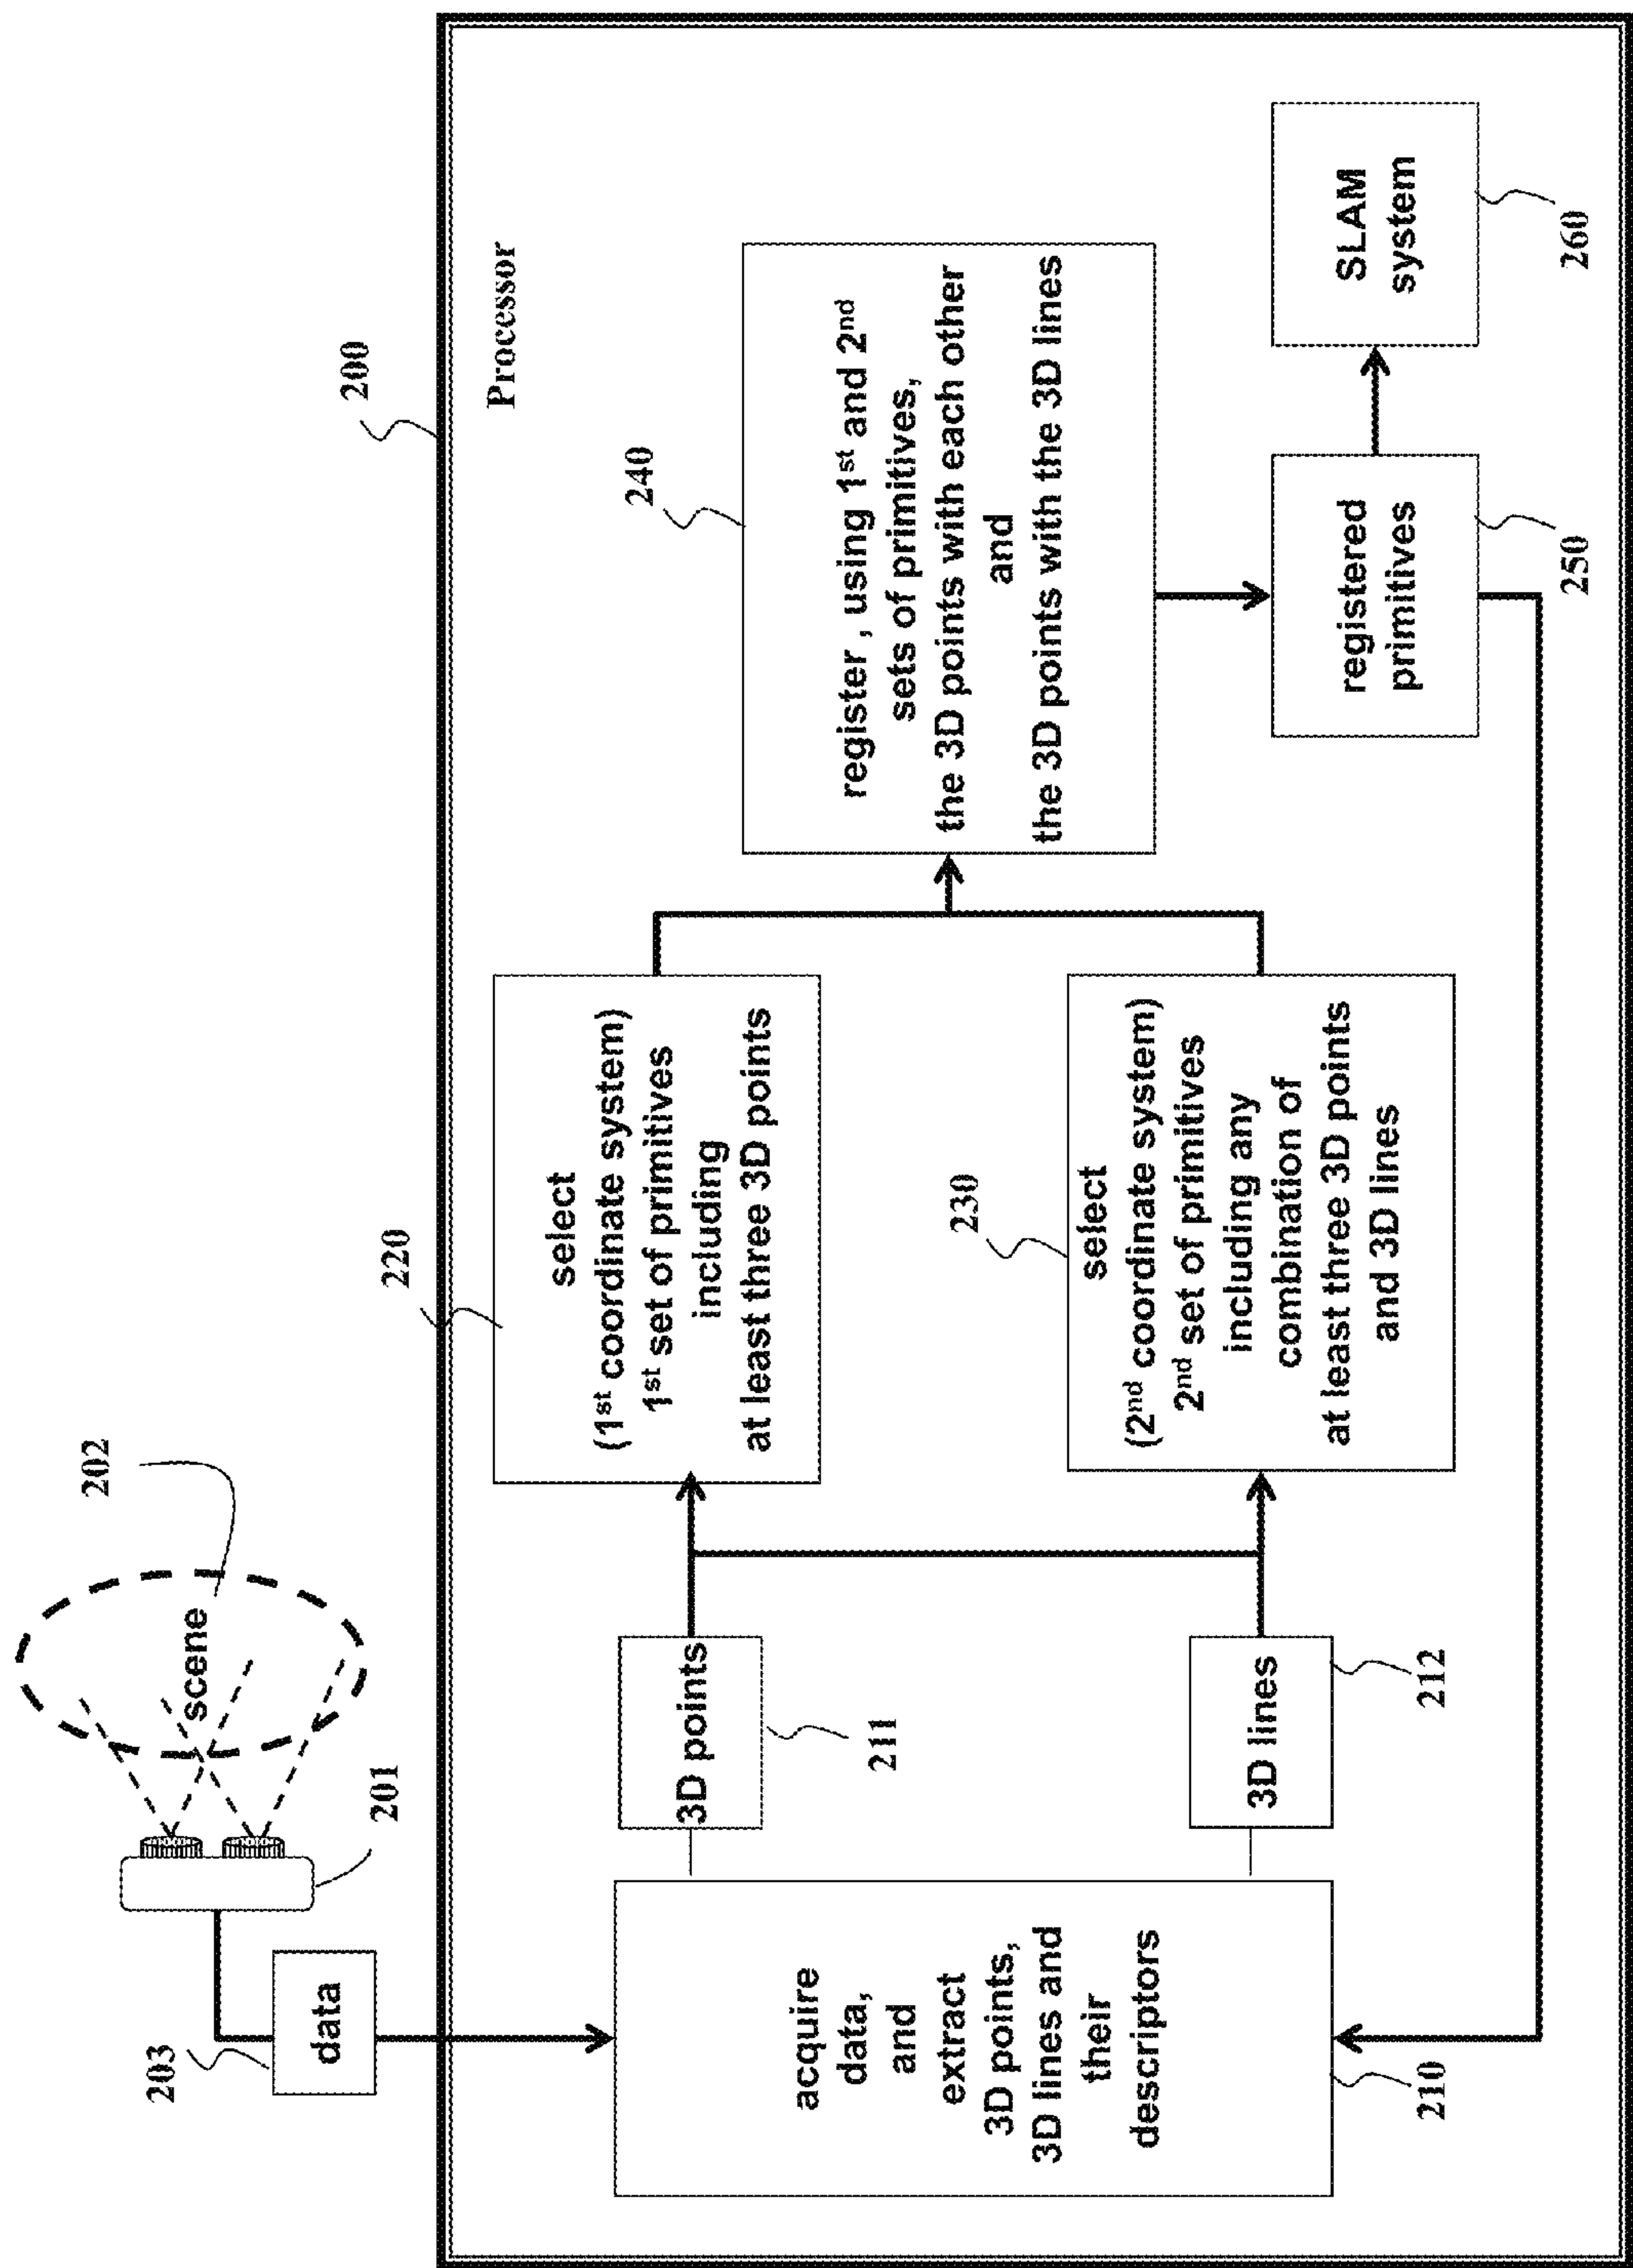 202
scene
201
203
data
200
Processor
220
select
(1st coordinate system)
1st set of primitives
including
at least three 3D points
240
register , using 1st and 2nd
sets of primitives,
the 3D points with each other
and
the 3D points with the 3D lines
3D points
211
acquire
data,
and
extract
3D points,
3D lines and
their
descriptors
210
230
select
(2nd coordinate system)
2nd set of primitives
including any
combination of
at least three 3D points
and 3D lines
3D lines
212
registered
primitives
250
SLAM
system
260